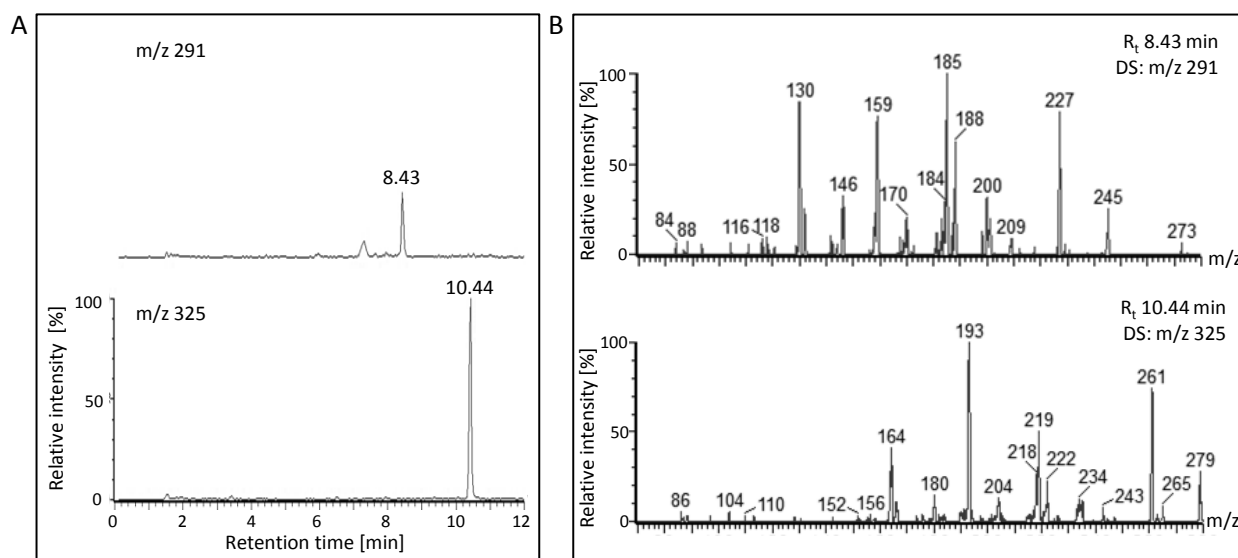 A
m/z 291
8.43
10.44
m/z 325
100
50
0
Relative intensity [%]
0 2 4 6 8 10 12
Retention time [min]
B
Rt 8.43 min
DS: m/z 291
Relative intensity [%]
100
50
0
84
88
116
118
130
146
159
170
184
185
188
200
209
227
245
273
m/z
Rt 10.44 min
DS: m/z 325
Relative intensity [%]
100
50
0
86
104
110
152
156
164
180
193
204
218
219
222
234
243
261
265
279
m/z